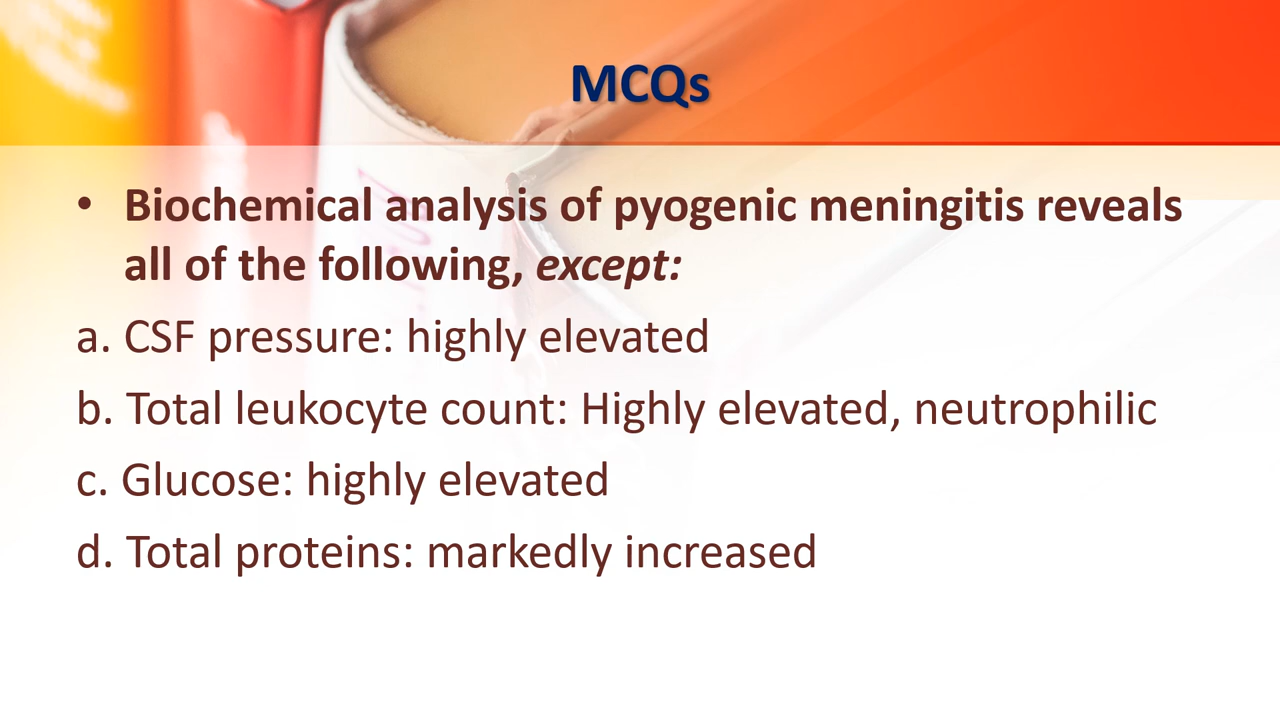 MCQs
• Biochemical analysis of pyogenic meningitis reveals
all of the following, except:
a. CSF pressure: highly elevated
b. Total leukocyte count: Highly elevated, neutrophilic
c. Glucose: highly elevated
d. Total proteins: markedly increased